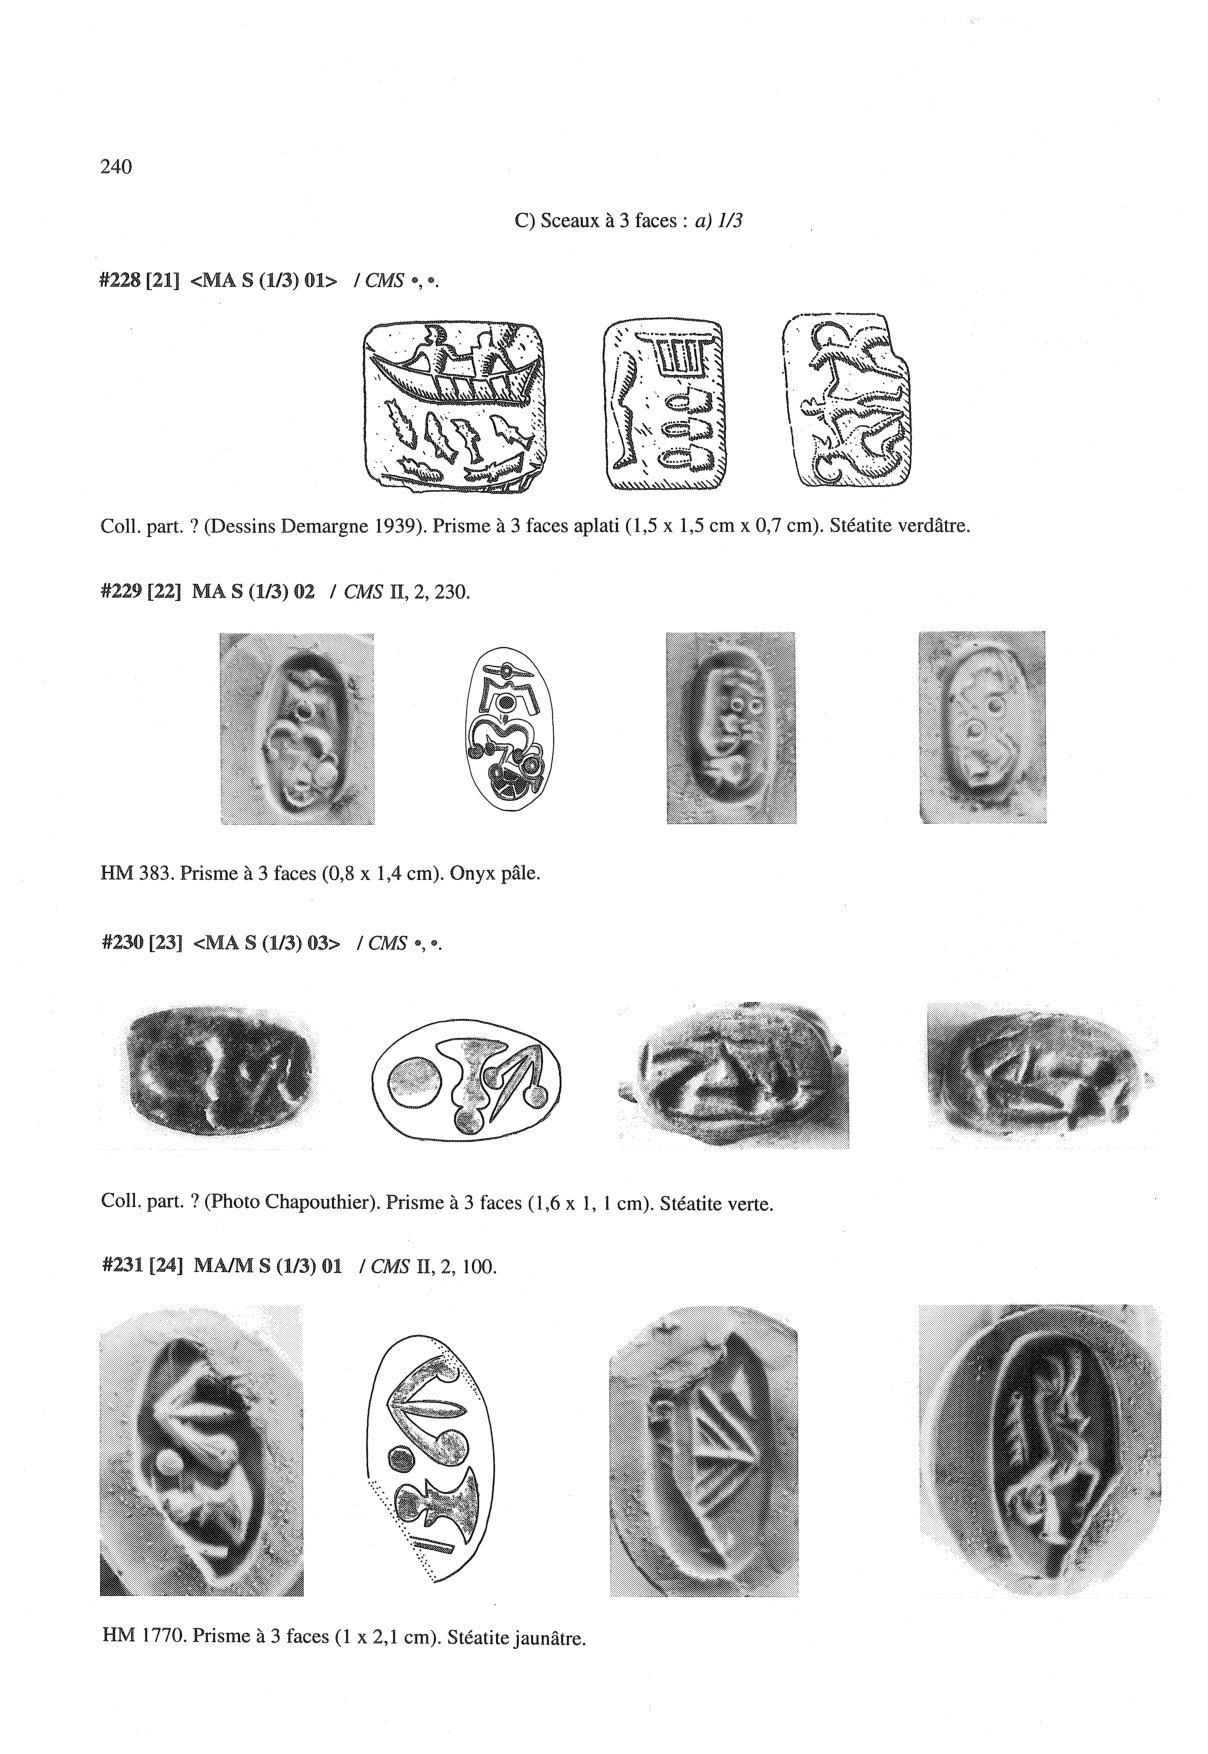 240
C) Sceaux à 3 faces : a) 1/3
#228 [21] <MA S (1/3) 01> / CMS •, •.
Coll. part. ? (Dessins Demargne 1939). Prisme à 3 faces aplati (1,5 x 1,5 cm x 0,7 cm). Stéatite verdâtre.
#229 [22] MA S (1/3) 02 / CMS II, 2, 230.
HM 383. Prisme à 3 faces (0,8 x 1,4 cm). Onyx pâle.
#230 [23] <MA S (1/3) 03> / CMS •, •.
Coll. part. ? (Photo Chapouthier). Prisme à 3 faces (1,6 x 1, 1 cm). Stéatite verte.
#231 [24] MA/M S (1/3) 01 / CMS II, 2, 100.
HM 1770. Prisme à 3 faces (1 x 2,1 cm). Stéatite jaunâtre.